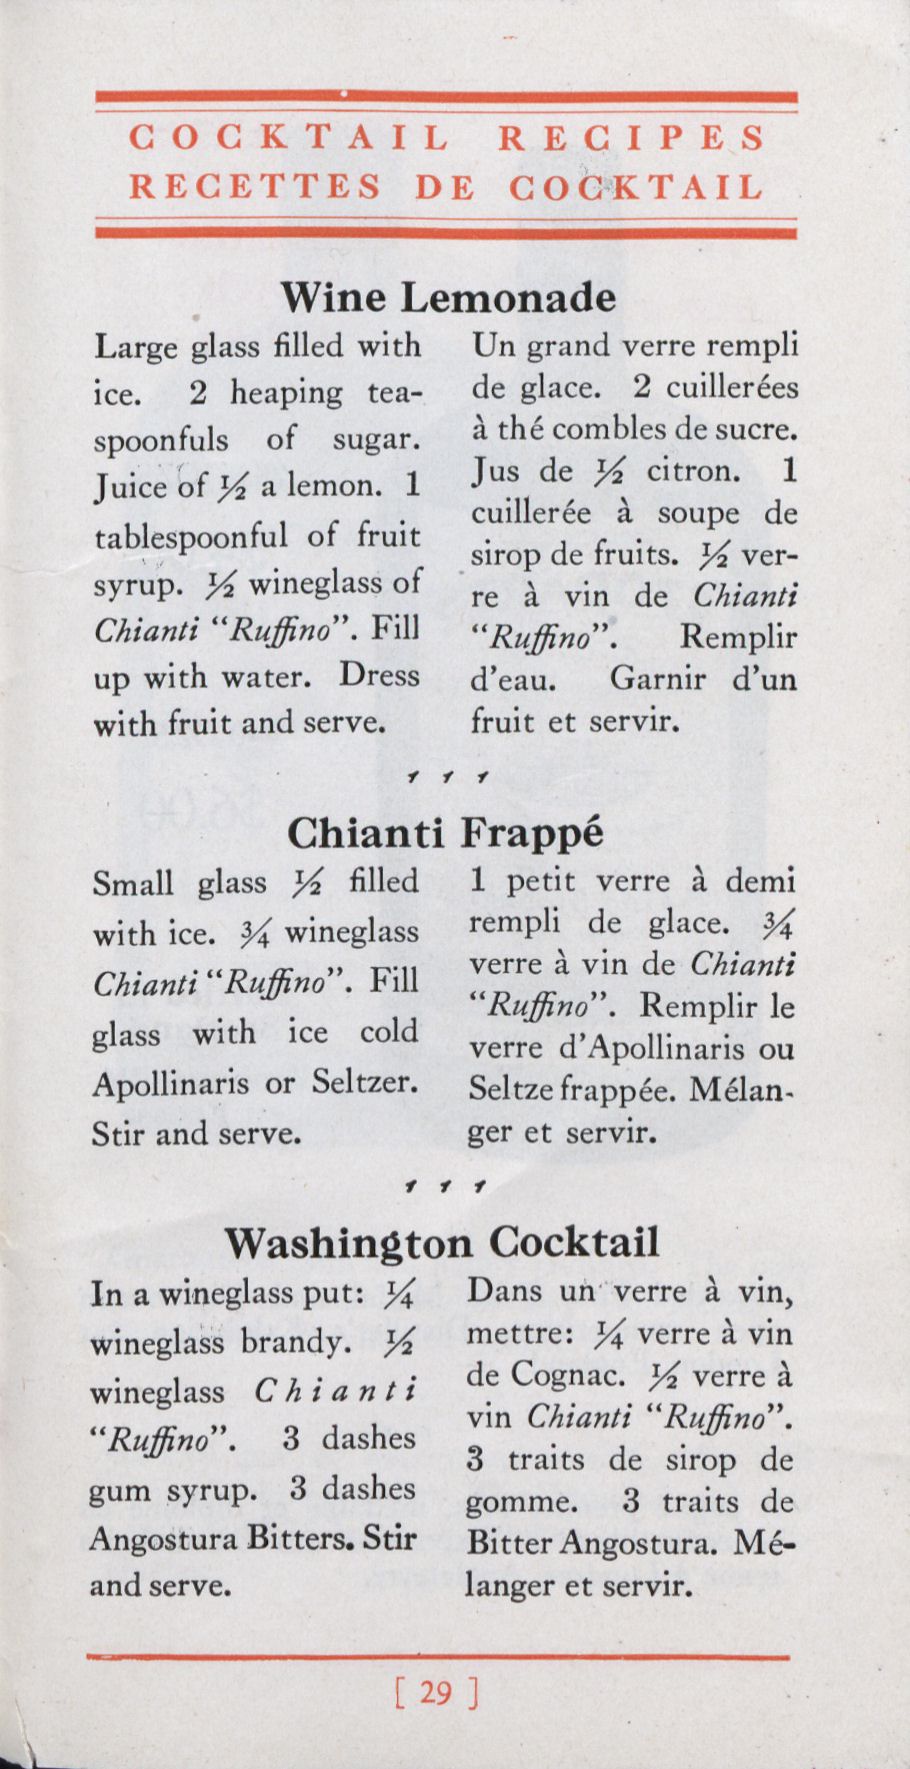 COCKTAIL RECIPES
RECETTES DE COCKTAIL
Wine Lemonade
Large glass filled with
ice. 2 heaping tea-
spoonfuls of sugar.
Juice of ½ a lemon. 1
tablespoonful of fruit
syrup. ½ wineglass of
Chianti “Ruffino”. Fill
up with water. Dress
with fruit and serve.
Un grand verre rempli
de glace. 2 cuillerées
à thé combles de sucre.
Jus de ½ citron. 1
cuillerée à soupe de
sirop de fruits. ½ ver-
re à vin de Chianti
“Ruffino”. Remplir
d’eau. Garnir d’un
fruit et servir.
Chianti Frappé
Small glass ½ filled
with ice. ¾ wineglass
Chianti “Ruffino”. Fill
glass with ice cold
Apollinaris or Seltzer.
Stir and serve.
1 petit verre à demi
rempli de glace. ¾
verre à vin de Chianti
“Ruffino”. Remplir le
verre d’Apollinaris ou
Seltze frappée. Mélan-
ger et servir.
Washington Cocktail
In a wineglass put: ¼
wineglass brandy. ½
wineglass Chianti
“Ruffino”. 3 dashes
gum syrup. 3 dashes
Angostura Bitters. Stir
and serve.
Dans un verre à vin,
mettre: ¼ verre à vin
de Cognac. ½ verre à
vin Chianti “Ruffino”.
3 traits de sirop de
gomme. 3 traits de
Bitter Angostura. Mé-
langer et servir.
[ 29 ]